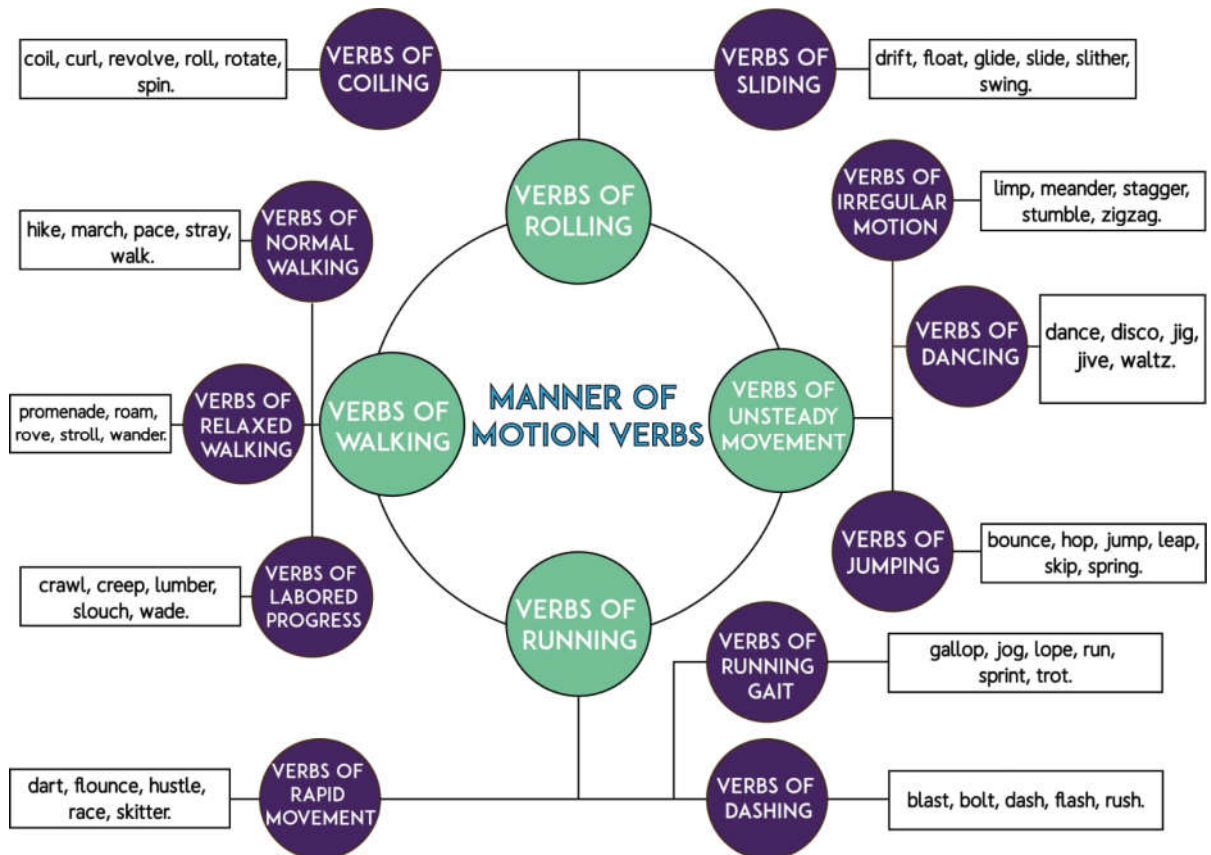 MANNER OF
MOTION VERBS
VERBS OF
ROLLING
VERBS OF
COILING
coil, curl, revolve, roll, rotate,
spin.
VERBS OF
SLIDING
drift, float, glide, slide, slither,
swing.
VERBS OF
UNSTEADY
MOVEMENT
VERBS OF
IRREGULAR
MOTION
limp, meander, stagger,
stumble, zigzag.
VERBS OF
DANCING
dance, disco, jig,
jive, waltz.
VERBS OF
JUMPING
bounce, hop, jump, leap,
skip, spring.
VERBS OF
RUNNING
VERBS OF
RUNNING
GAIT
gallop, jog, lope, run,
sprint, trot.
VERBS OF
DASHING
blast, bolt, dash, flash, rush.
VERBS OF
RAPID
MOVEMENT
dart, flounce, hustle,
race, skitter.
VERBS OF
WALKING
VERBS OF
NORMAL
WALKING
hike, march, pace, stray,
walk.
VERBS OF
RELAXED
WALKING
promenade, roam,
rove, stroll, wander.
VERBS OF
LABORED
PROGRESS
crawl, creep, lumber,
slouch, wade.